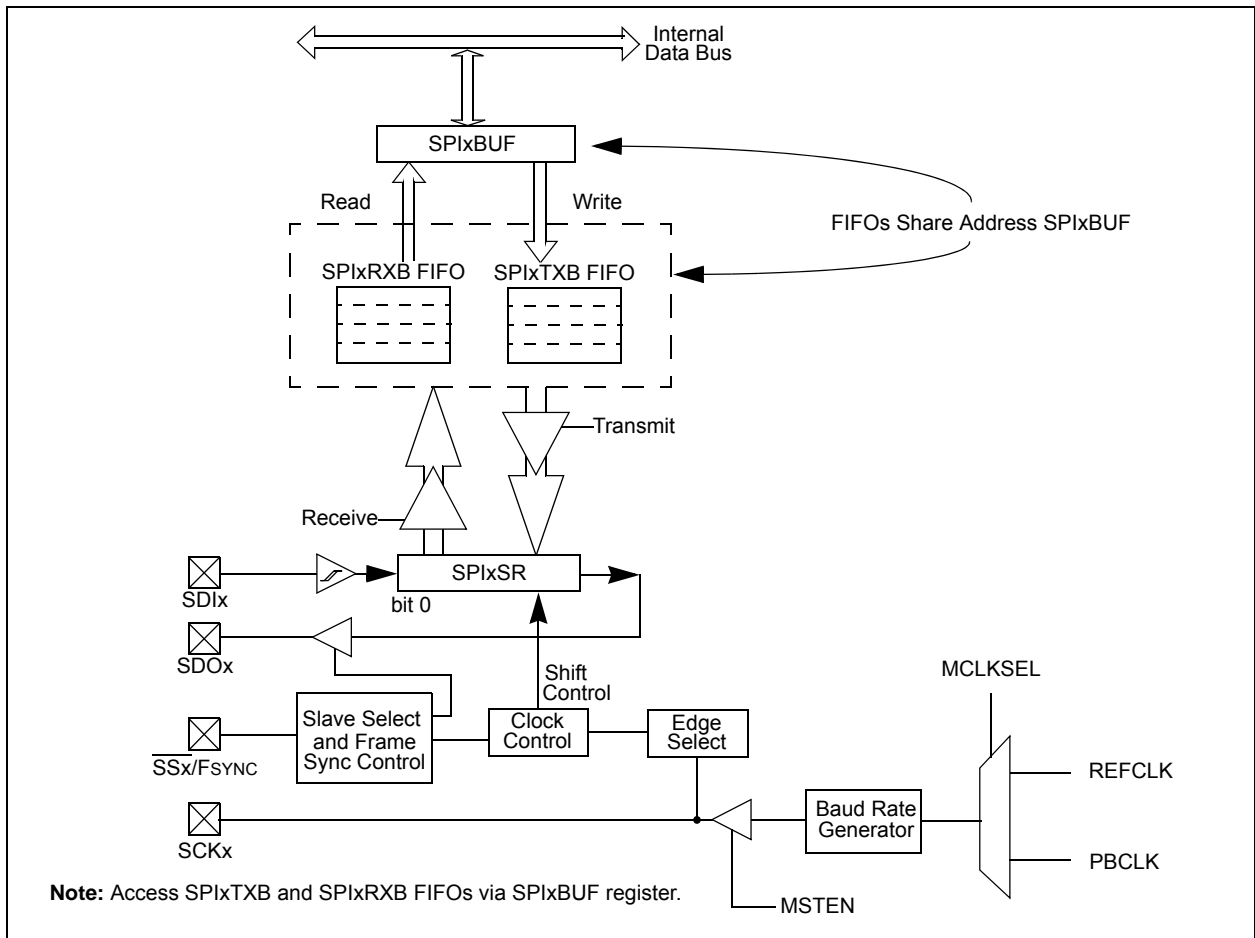 Internal
Data Bus
SPIxBUF
Read
Write
FIFOs Share Address SPIxBUF
SPIxRXB FIFO
SPIxTXB FIFO
Transmit
Receive
SPIxSR
SDIx
bit 0
SDOx
Shift
Control
MCLKSEL
Slave Select
and Frame
Sync Control
Clock
Control
Edge
Select
SSx/FSYNC
REFCLK
Baud Rate
Generator
SCKx
PBCLK
Note: Access SPIxTXB and SPIxRXB FIFOs via SPIxBUF register.
MSTEN